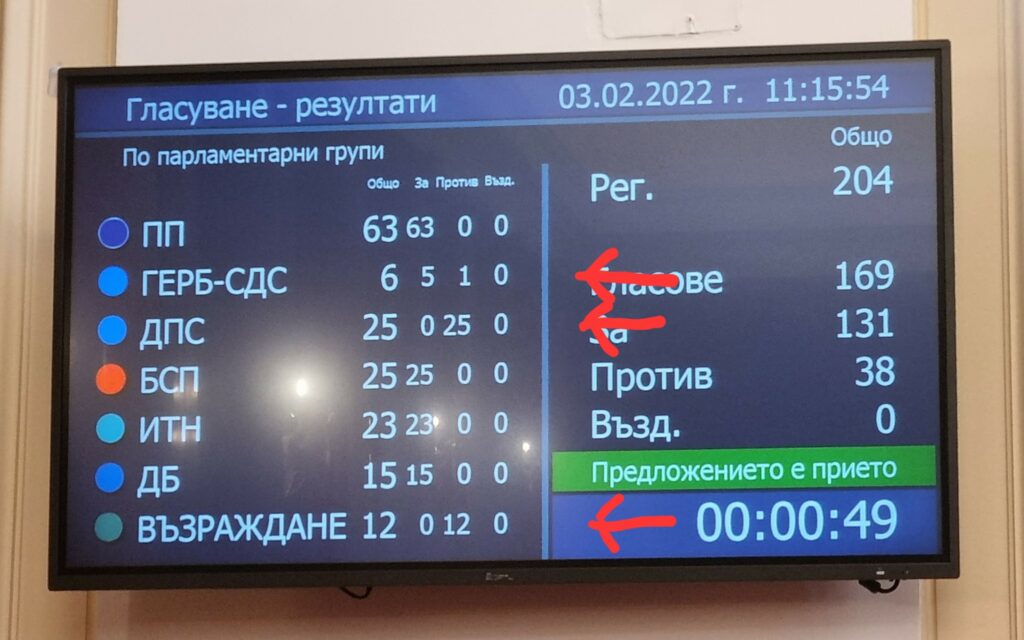 Гласуване - резултати 03.02.2022 г. 11:15:54
По парламентарни групи
Общо За Против Възд.
ПП 63 63 0 0
ГЕРБ-СДС 6 5 1 0
ДПС 25 0 25 0
БСП 25 25 0 0
ИТН 23 23 0 0
ДБ 15 15 0 0
ВЪЗРАЖДАНЕ 12 0 12 0
Общо
Рег. 204
Гласове 169
За 131
Против 38
Възд. 0
Предложението е прието
00:00:49